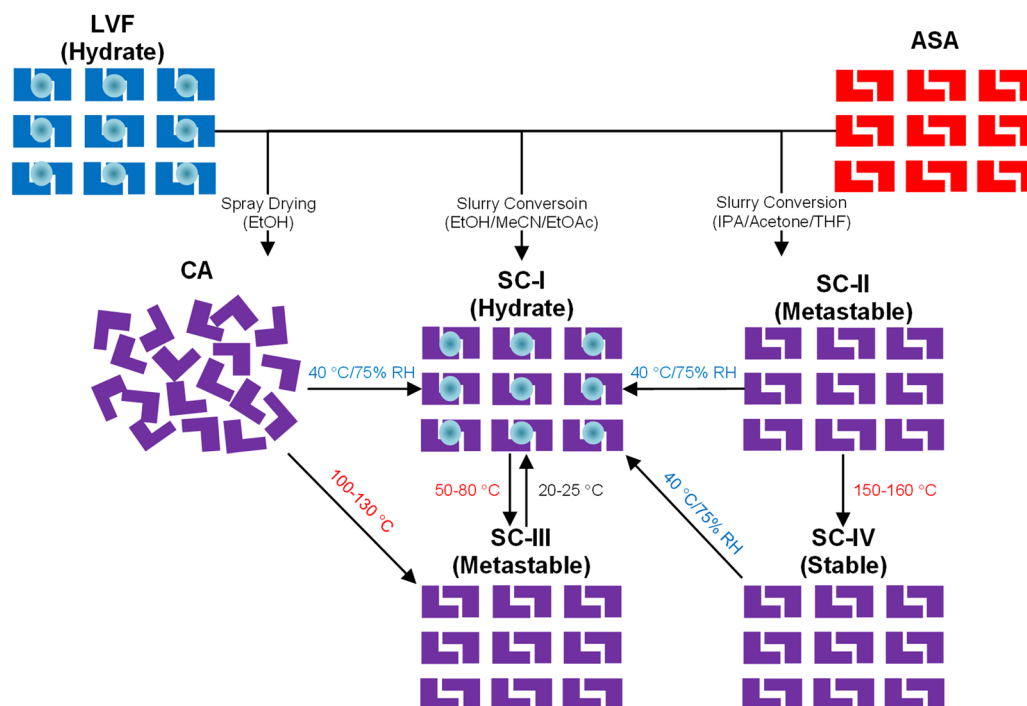 LVF
(Hydrate)
ASA
Spray Drying
(EtOH)
Slurry Conversoin
(EtOH/MeCN/EtOAc)
Slurry Conversion
(IPA/Acetone/THF)
CA
SC-I
(Hydrate)
SC-II
(Metastable)
40 °C/75% RH
40 °C/75% RH
100-130 °C
50-80 °C
20-25 °C
40 °C/75% RH
150-160 °C
SC-III
(Metastable)
SC-IV
(Stable)